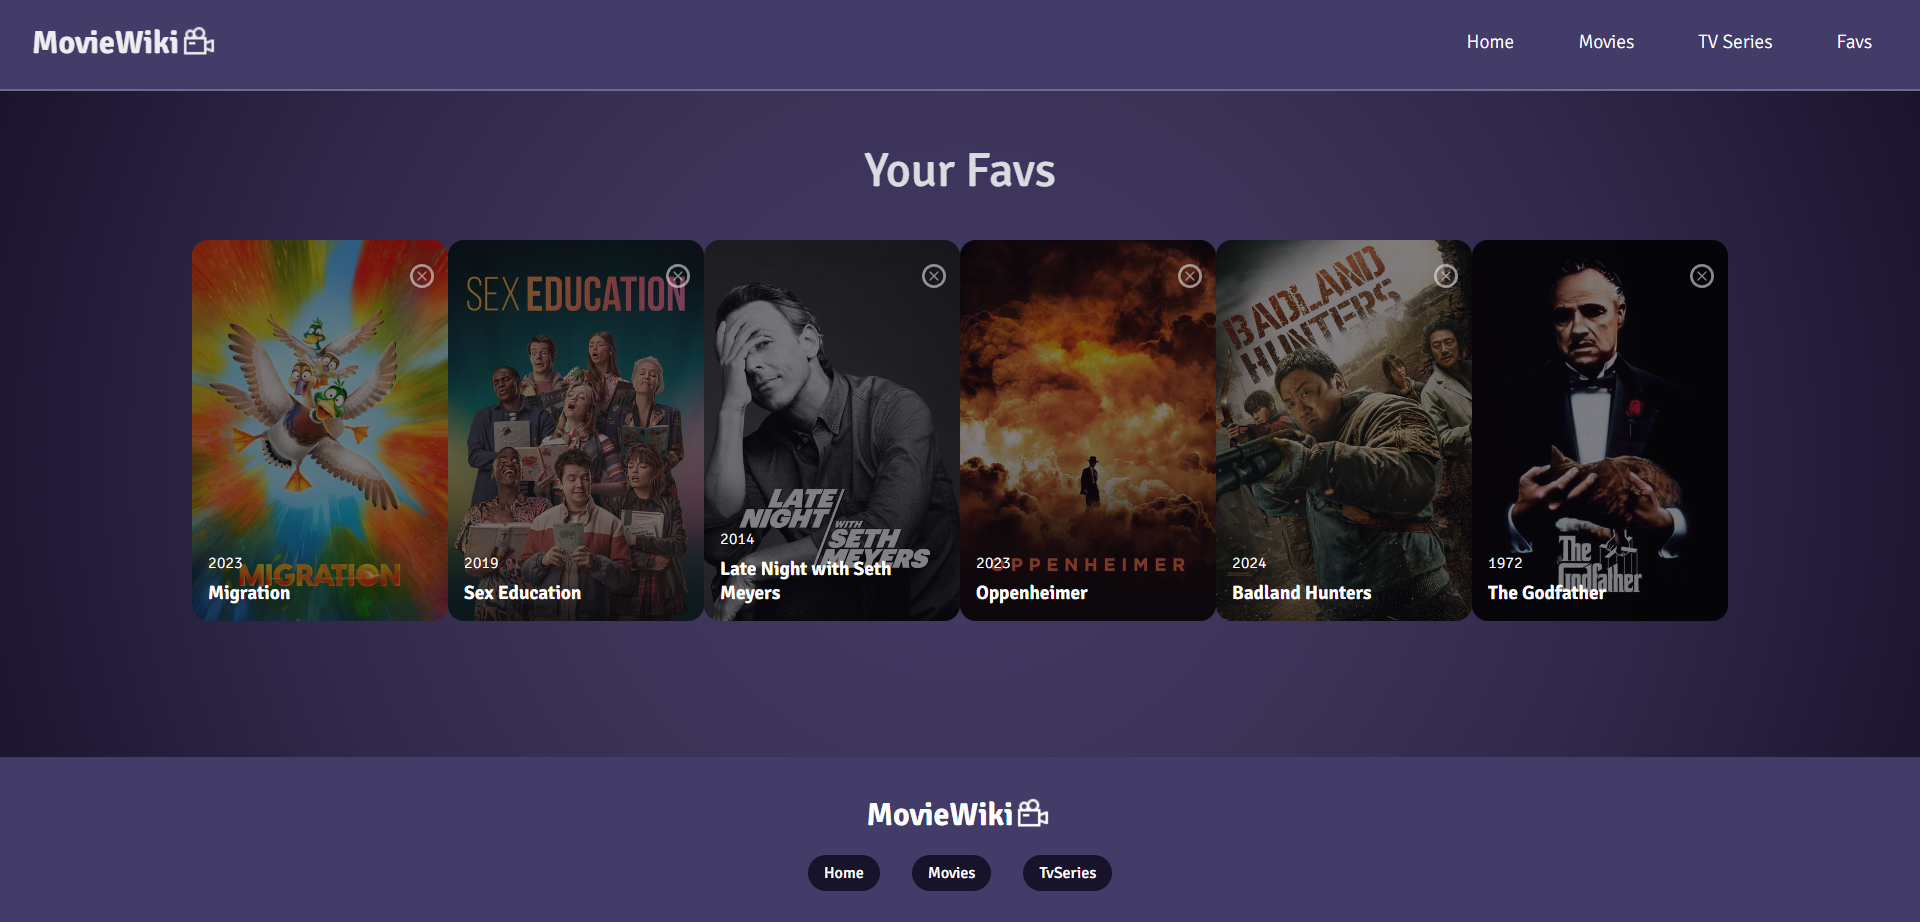 MovieWiki
Home
Movies
TV Series
Favs
Your Favs
MIGRATION
2023
Migration
SEX EDUCATION
2019
Sex Education
LATE
NIGHT
WITH
SETH
MEYERS
2014
Late Night with Seth
Meyers
OPPENHEIMER
2023
Oppenheimer
BADLAND
HUNTERS
2024
Badland Hunters
The
Godfather
1972
The Godfather
MovieWiki
Home
Movies
TvSeries